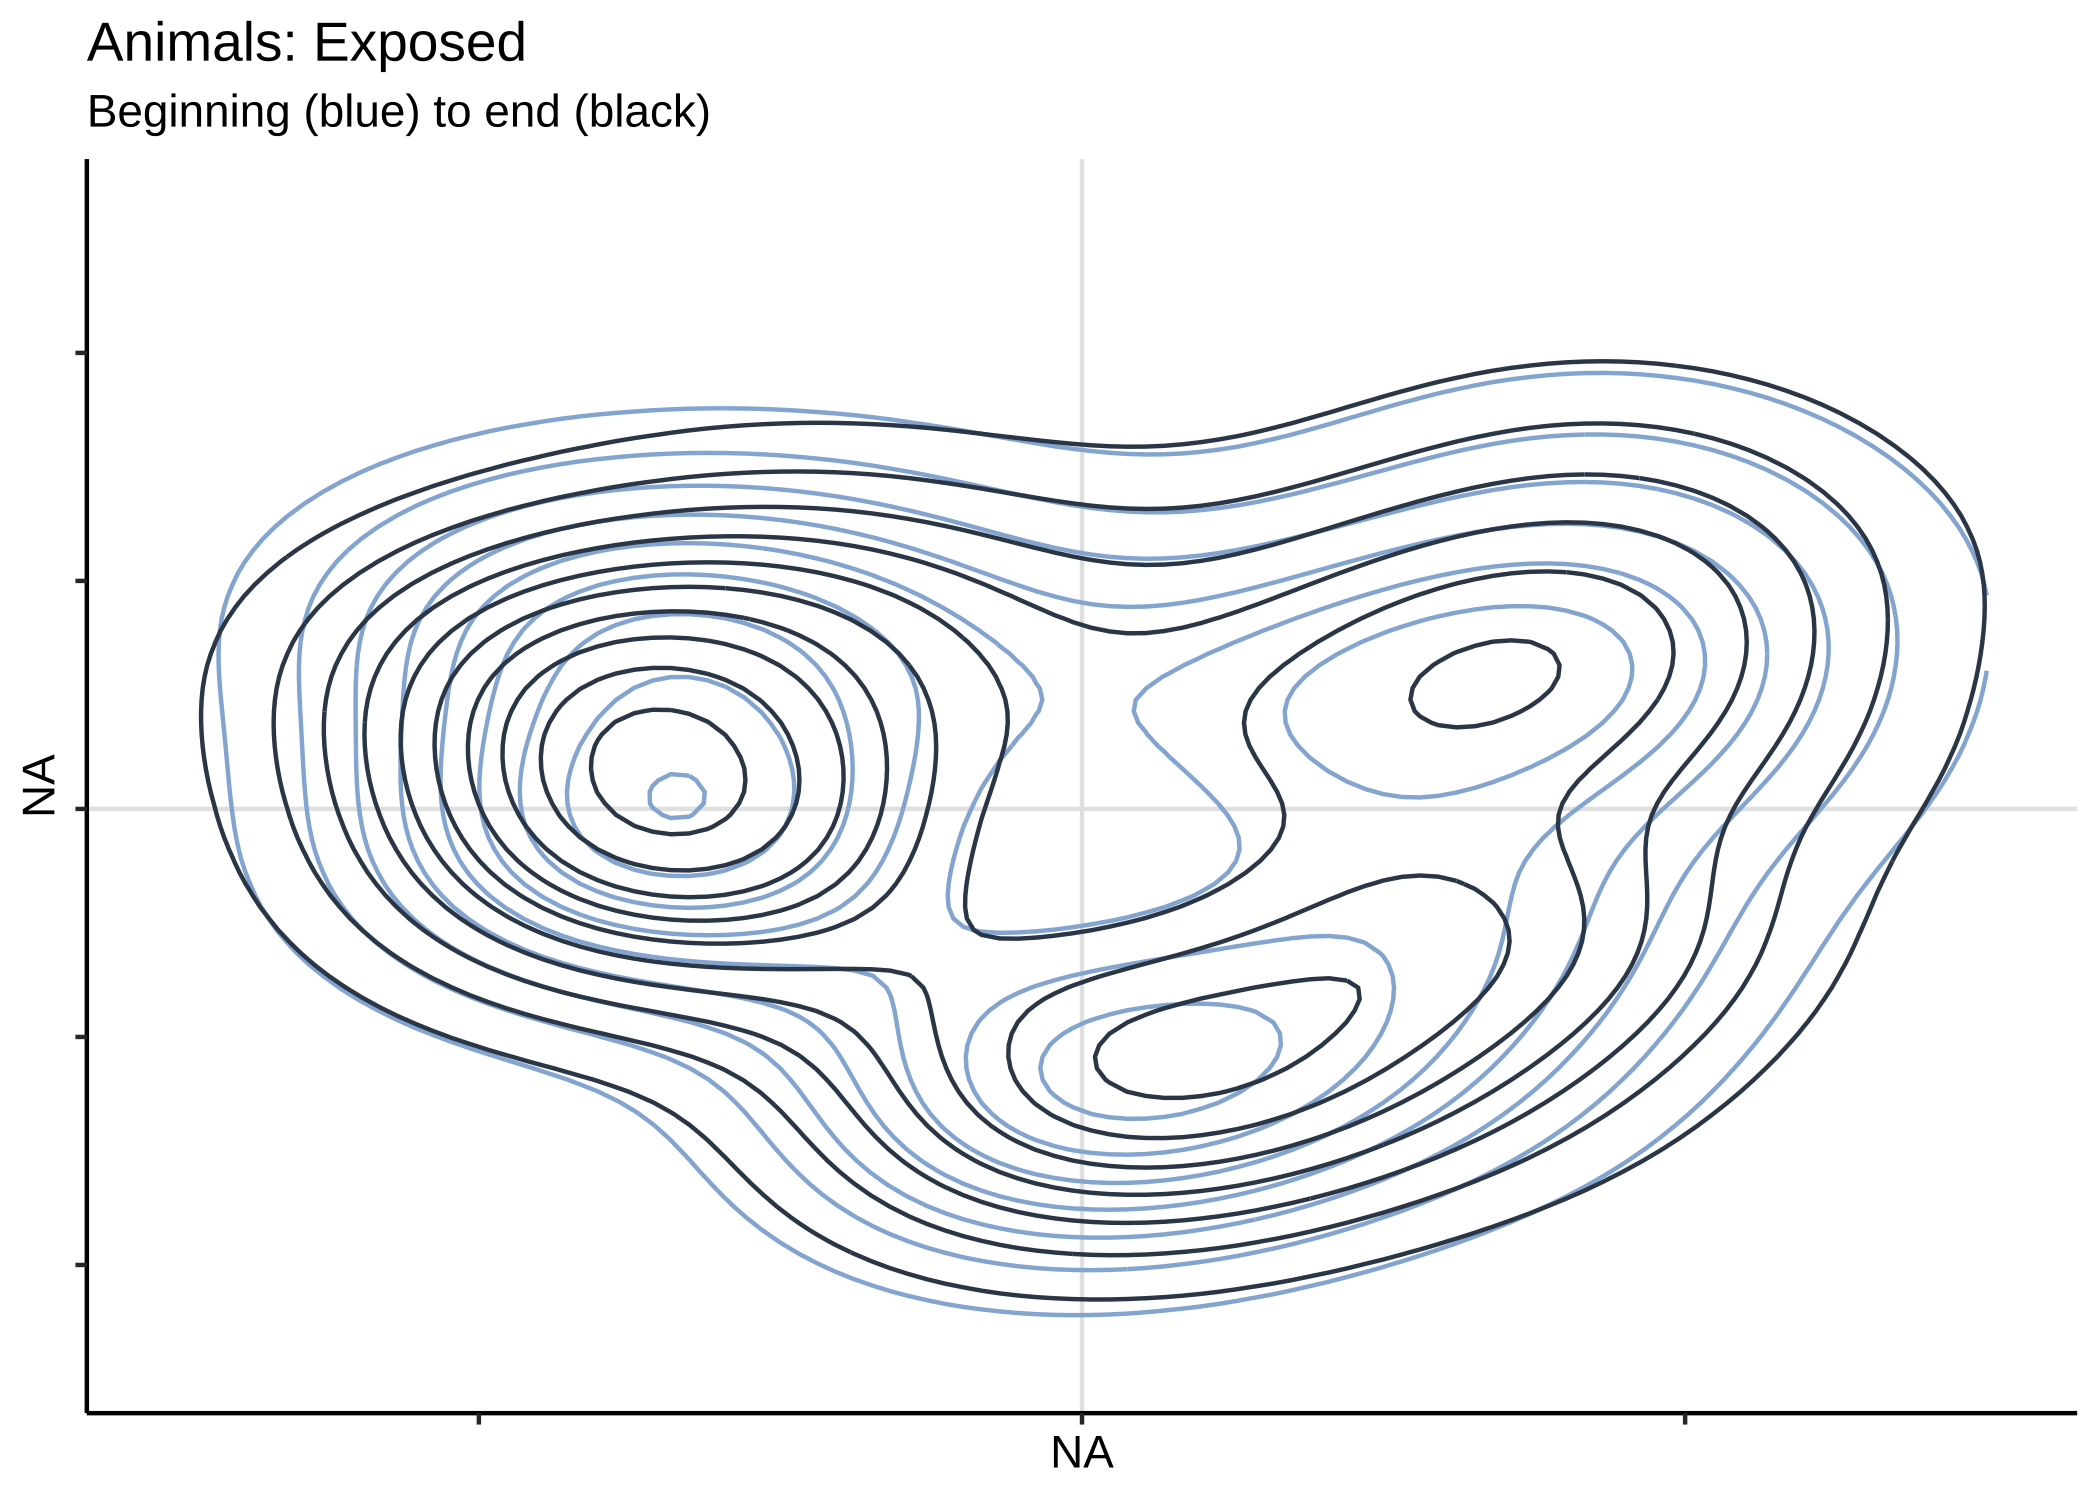 Animals: Exposed
Beginning (blue) to end (black)
NA
NA